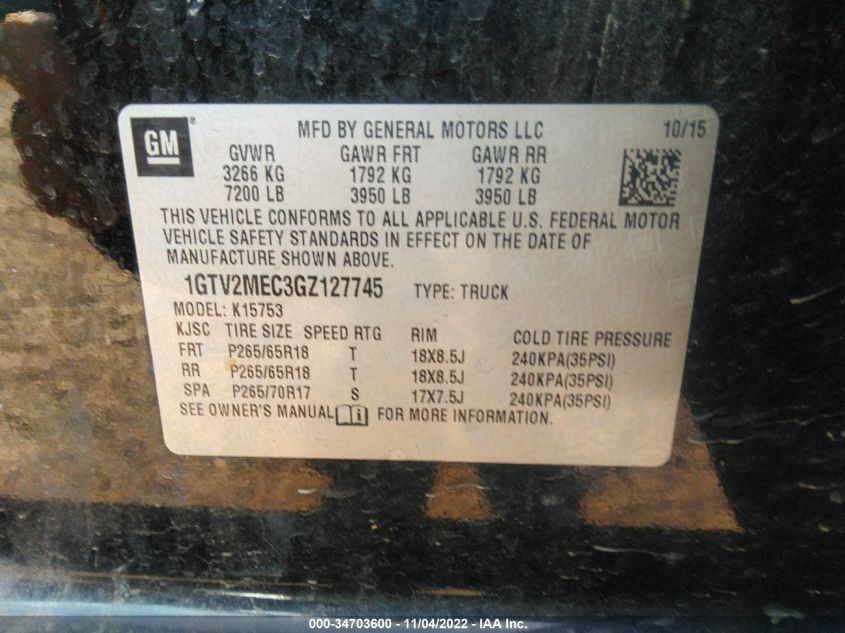 GM ® MFD BY GENERAL MOTORS LLC 10/15
GVWR GAWR FRT GAWR RR
3266 KG 1792 KG 1792 KG
7200 LB 3950 LB 3950 LB
THIS VEHICLE CONFORMS TO ALL APPLICABLE U.S. FEDERAL MOTOR
VEHICLE SAFETY STANDARDS IN EFFECT ON THE DATE OF
MANUFACTURE SHOWN ABOVE.
1GTV2MEC3GZ127745 TYPE: TRUCK
MODEL: K15753
KJSC TIRE SIZE SPEED RTG RIM COLD TIRE PRESSURE
FRT P265/65R18 T 18X8.5J 240KPA(35PSI)
RR P265/65R18 T 18X8.5J 240KPA(35PSI)
SPA P265/70R17 S 17X7.5J 240KPA(35PSI)
SEE OWNER'S MANUAL FOR MORE INFORMATION.
000-34703600 - 11/04/2022 - IAA Inc.